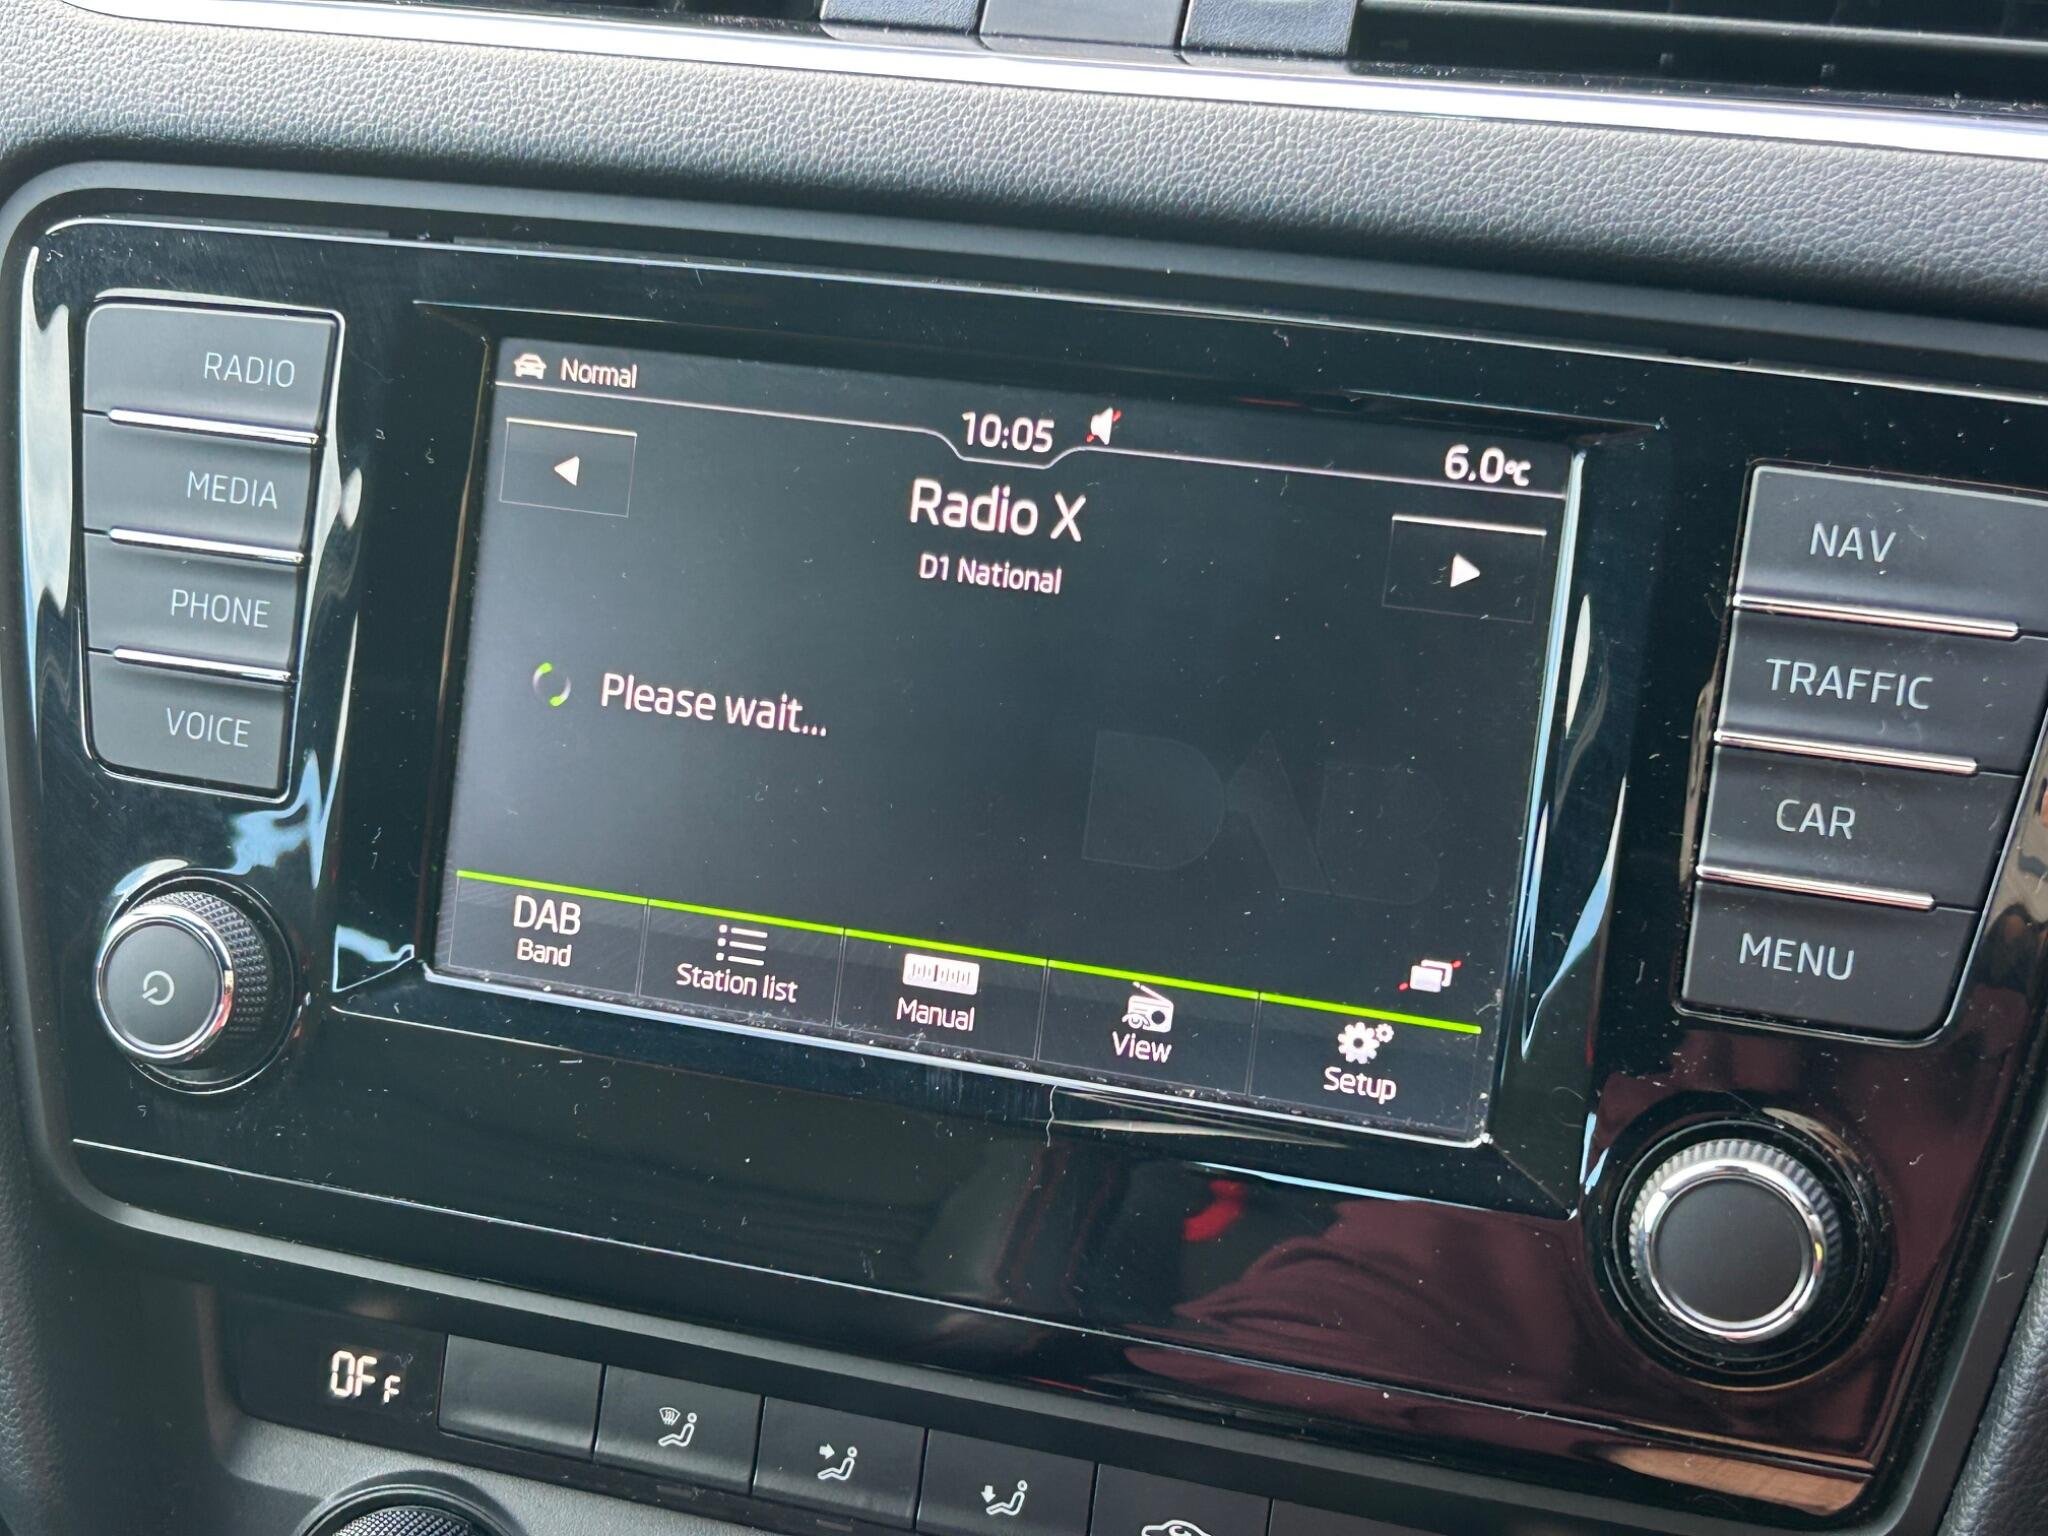 RADIO
MEDIA
PHONE
VOICE
Normal
10:05
6.0°C
Radio X
D1 National
Please wait...
DAB
DAB
Band
Station list
Manual
View
Setup
NAV
TRAFFIC
CAR
MENU
OFF